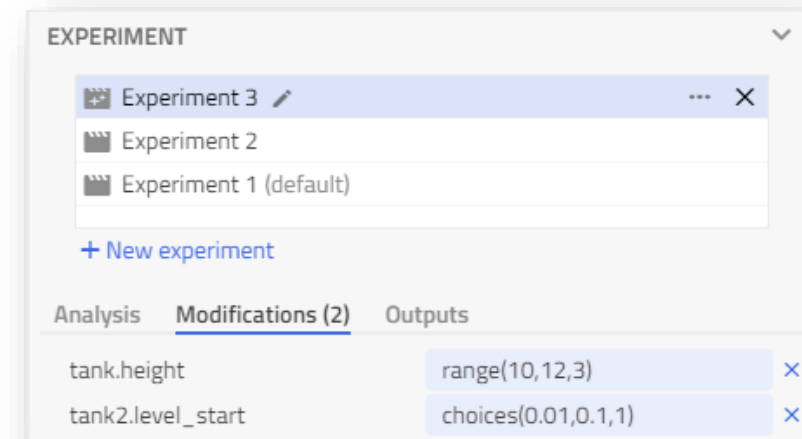 EXPERIMENT
Experiment 3
Experiment 2
Experiment 1 (default)
+ New experiment
Analysis Modifications (2) Outputs
tank.height range(10,12,3)
tank2.level_start choices(0.01,0.1,1)